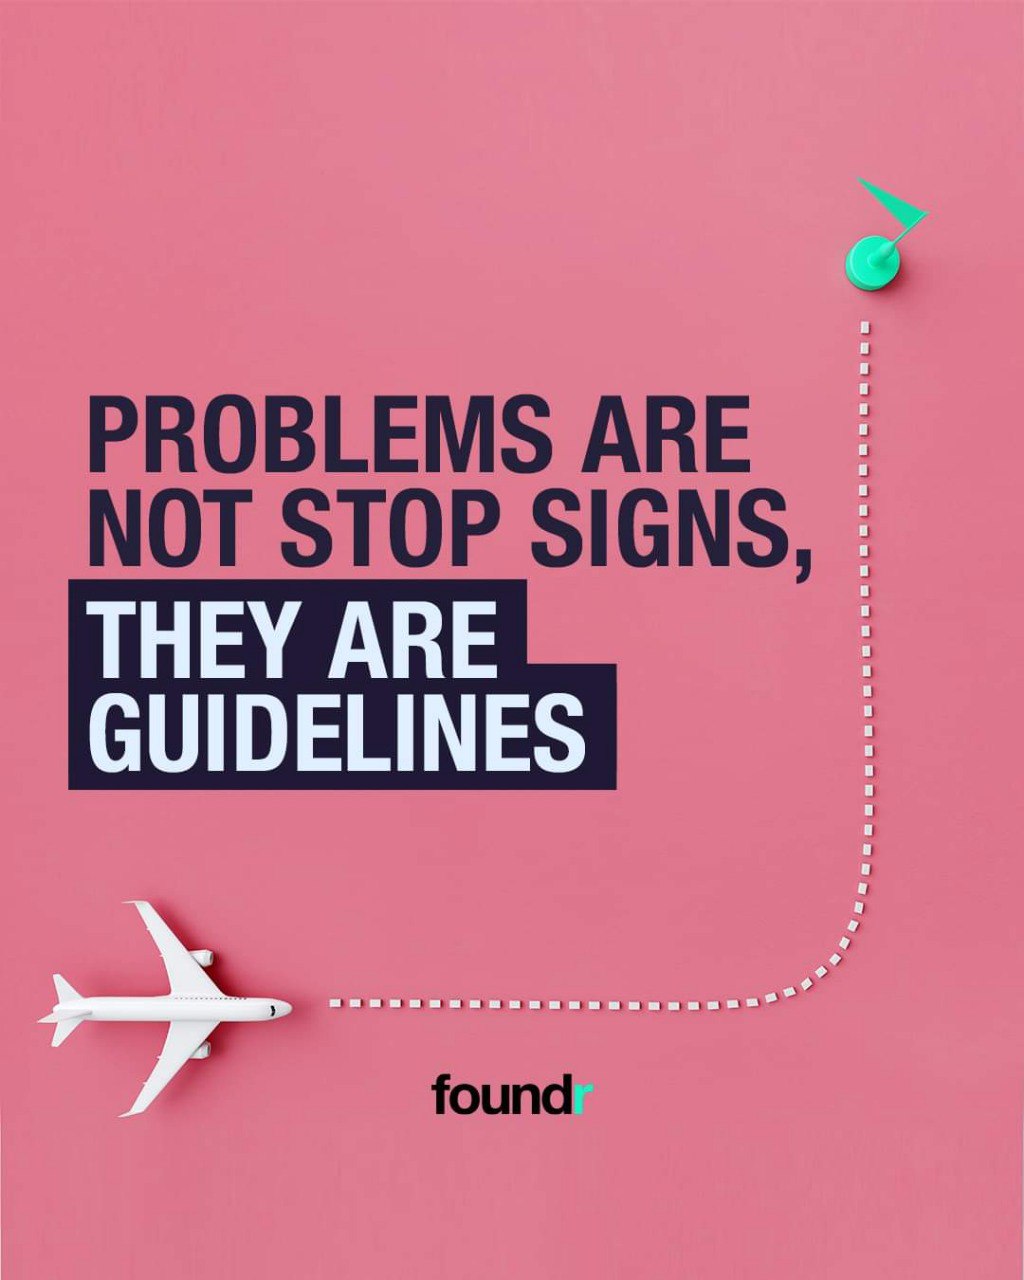 PROBLEMS ARE
NOT STOP SIGNS,
THEY ARE
GUIDELINES
foundr